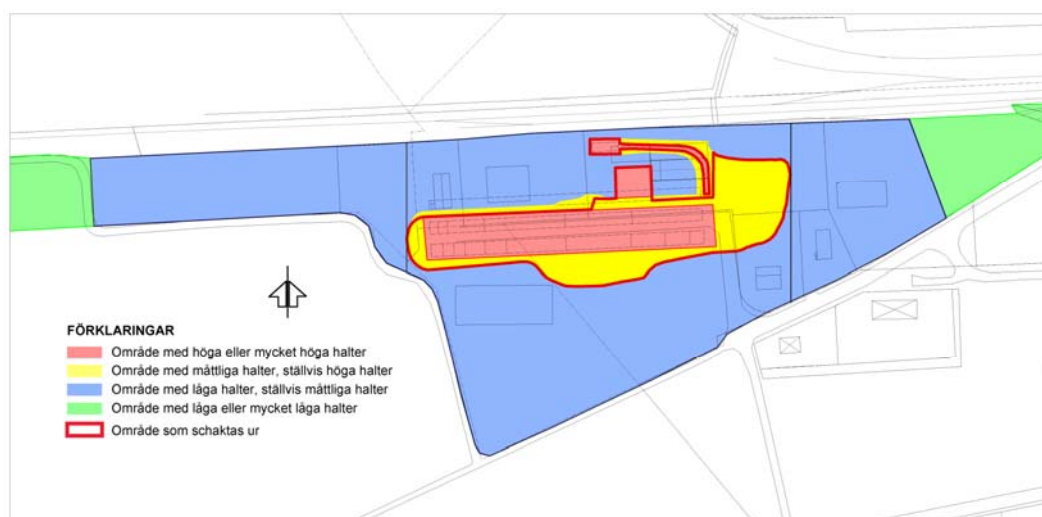 FÖRKLARINGAR
Område med höga eller mycket höga halter
Område med måttliga halter, ställvis höga halter
Område med låga halter, ställvis måttliga halter
Område med låga eller mycket låga halter
Område som schaktas ur